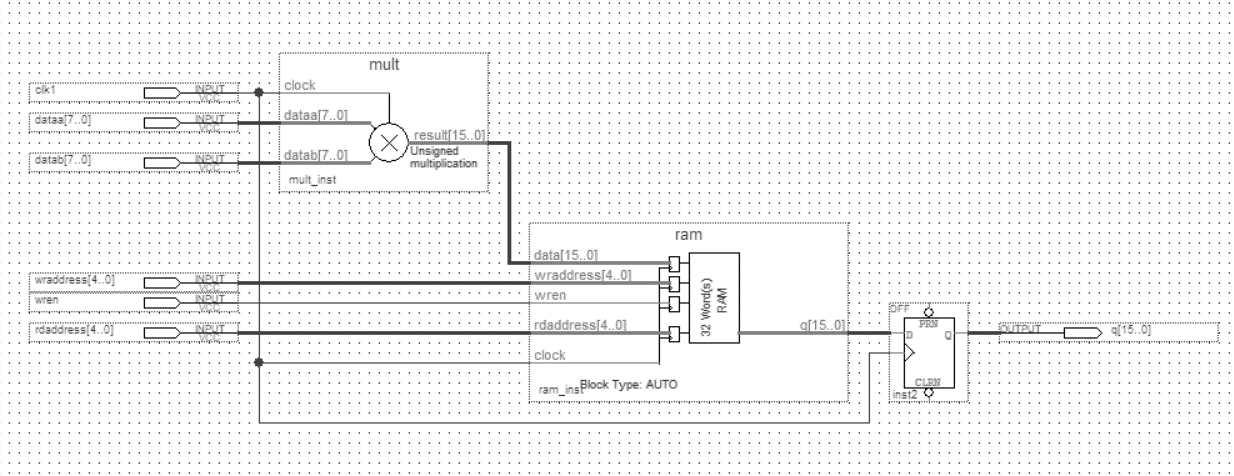 mult
clk1
INPUT
VCC
clock
dataa[7..0]
INPUT
VCC
dataa[7..0]
result[15..0]
datab[7..0]
INPUT
VCC
datab[7..0]
Unsigned
multiplication
mult_inst
ram
data[15..0]
wraddress[4..0]
INPUT
VCC
wraddress[4..0]
wren
INPUT
VCC
wren
32 Word(s)
RAM
rdaddress[4..0]
INPUT
VCC
rdaddress[4..0]
q[15..0]
clock
Block Type: AUTO
ram_inst
DFF
PRN
D
Q
CLRN
inst2
OUTPUT
q[15..0]